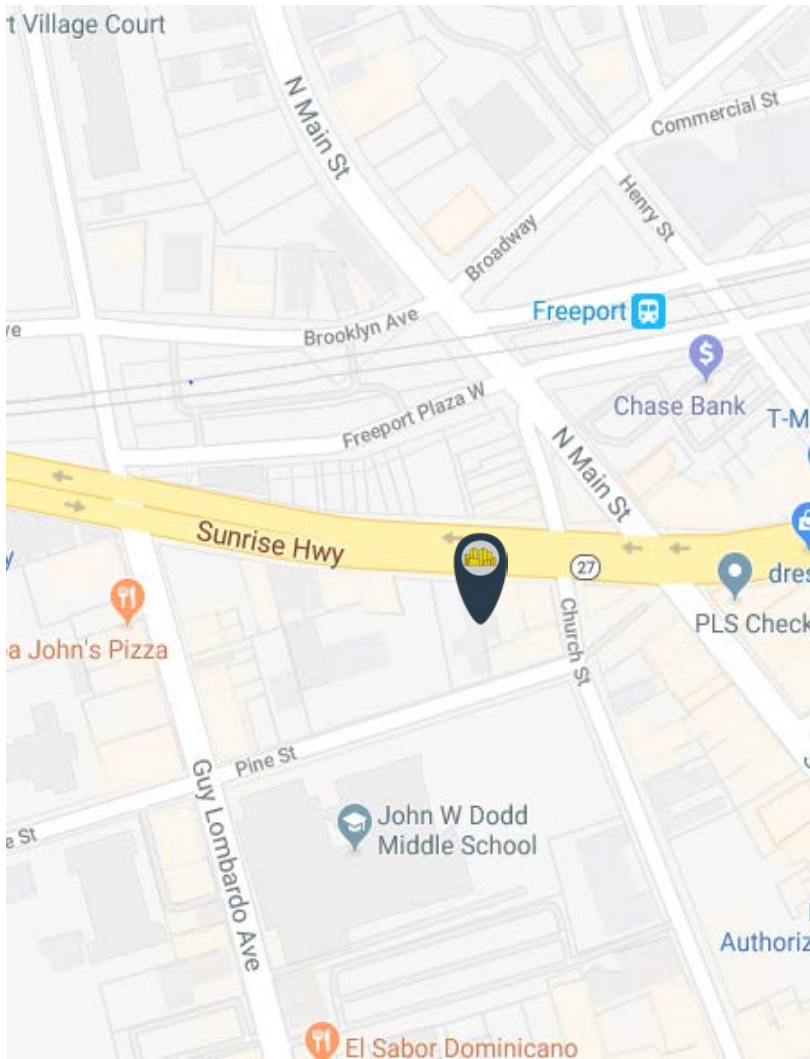 t Village Court
N Main St
Commercial St
Henry St
Broadway
Freeport
Brooklyn Ave
ve
$
Chase Bank
T-M
Freeport Plaza W
N Main St
Sunrise Hwy
27
y
dres
PLS Check
a John's Pizza
Church St
Pine St
Guy Lombardo Ave
John W Dodd
Middle School
e St
Authoriz
El Sabor Dominicano